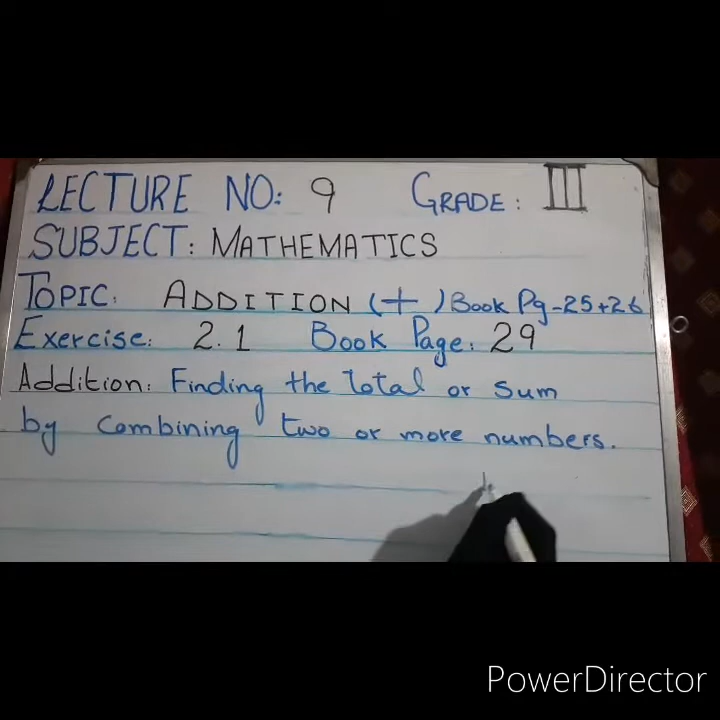 LECTURE NO: 9 GRADE: III
SUBJECT: MATHEMATICS
TOPIC: ADDITION (+) Book Pg-25+26
Exercise: 2.1 Book Page: 29
Addition: Finding the total or sum
by combining two or more numbers.
PowerDirector